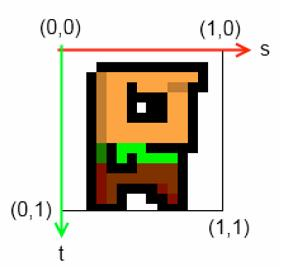 (0,0) (1,0)
s
(0,1)
(1,1)
t